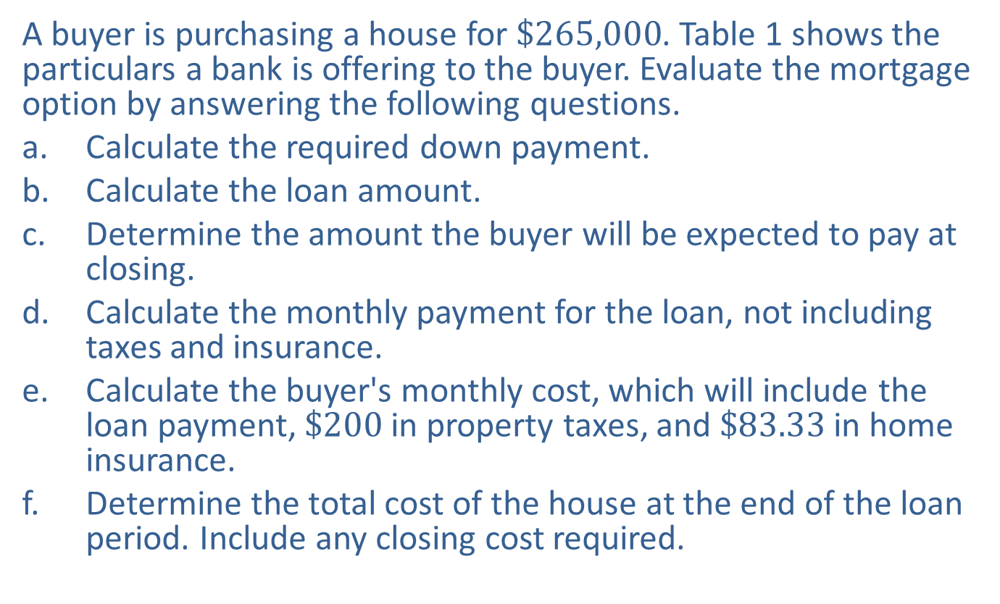 A buyer is purchasing a house for $265,000. Table 1 shows the
particulars a bank is offering to the buyer. Evaluate the mortgage
option by answering the following questions.
a. Calculate the required down payment.
b. Calculate the loan amount.
c. Determine the amount the buyer will be expected to pay at
closing.
d. Calculate the monthly payment for the loan, not including
taxes and insurance.
e. Calculate the buyer's monthly cost, which will include the
loan payment, $200 in property taxes, and $83.33 in home
insurance.
f. Determine the total cost of the house at the end of the loan
period. Include any closing cost required.